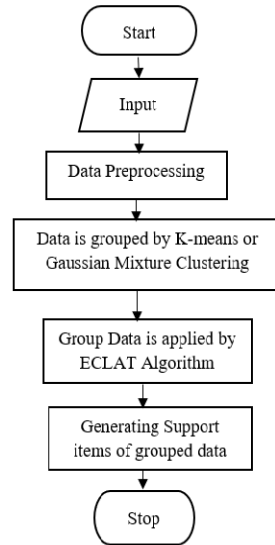 Start
Input
Data Preprocessing
Data is grouped by K-means or
Gaussian Mixture Clustering
Group Data is applied by
ECLAT Algorithm
Generating Support
items of grouped data
Stop